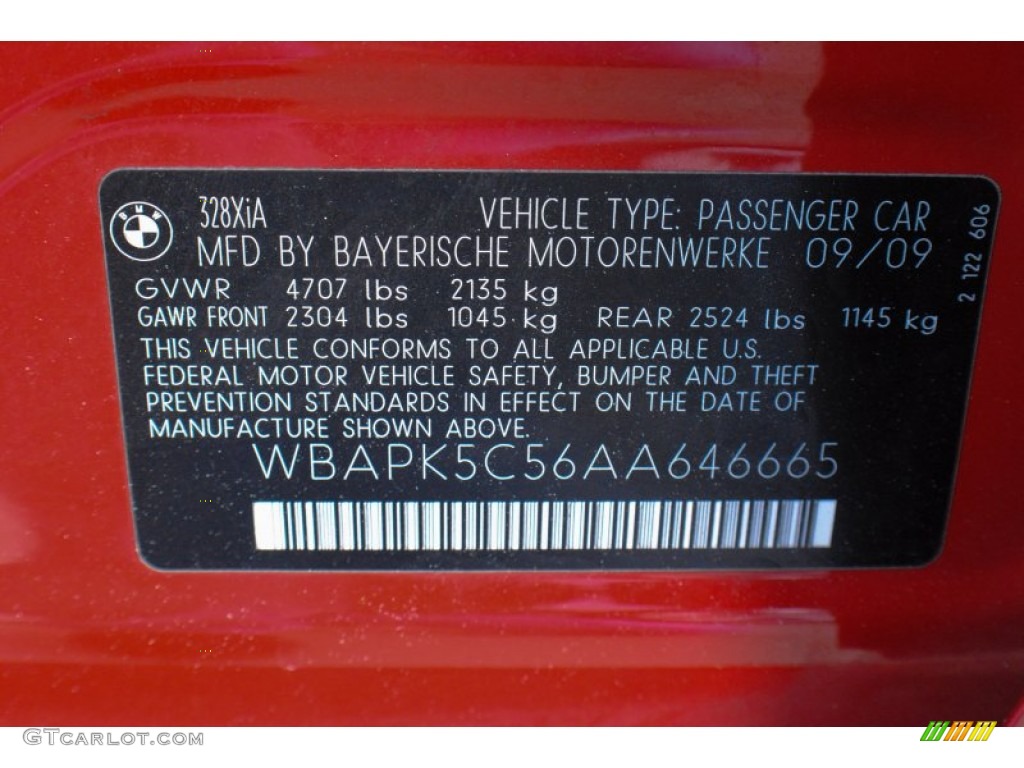 BMW
328XiA VEHICLE TYPE: PASSENGER CAR
MFD BY BAYERISCHE MOTORENWERKE 09/09
GVWR 4707 lbs 2135 kg
GAWR FRONT 2304 lbs 1045 kg REAR 2524 lbs 1145 kg
THIS VEHICLE CONFORMS TO ALL APPLICABLE U.S.
FEDERAL MOTOR VEHICLE SAFETY, BUMPER AND THEFT
PREVENTION STANDARDS IN EFFECT ON THE DATE OF
MANUFACTURE SHOWN ABOVE.
WBAPK5C56AA646665
2 122 606
GTCARLOT.COM